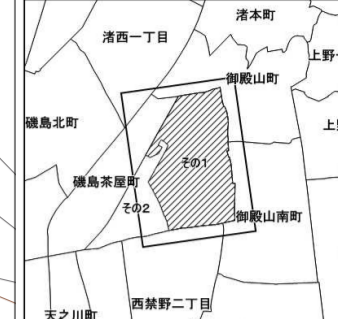 渚本町
渚西一丁目
上野
御殿山町
磯島北町
上野
その1
磯島茶屋町
その2
御殿山南町
西禁野二丁目
天之川町